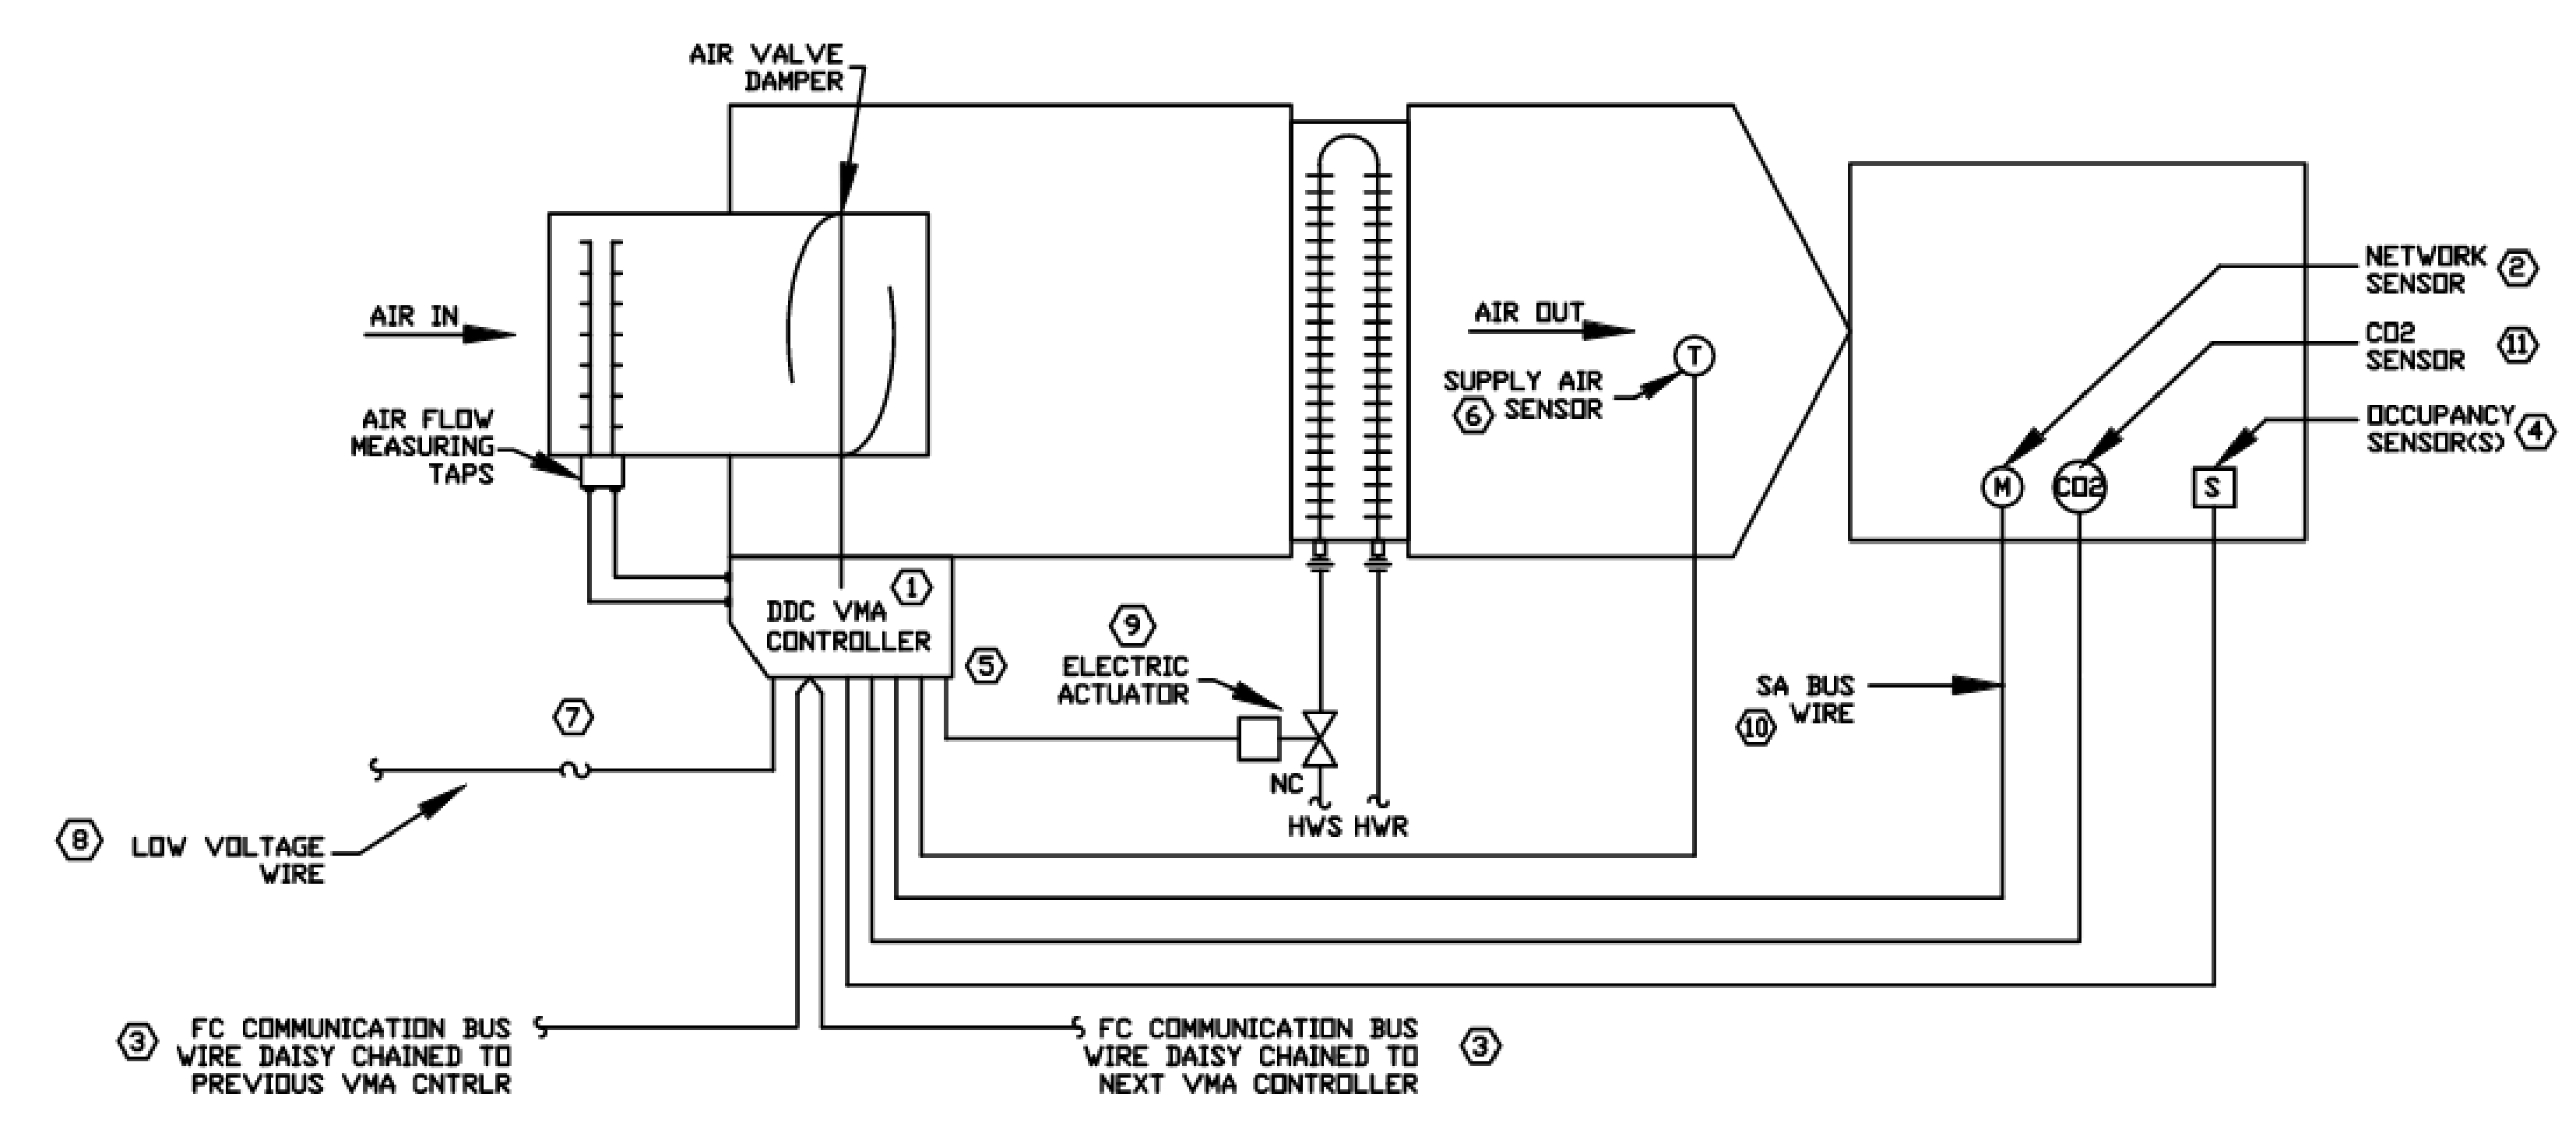 AIR VALVE
DAMPER
AIR IN
AIR FLOW
MEASURING
TAPS
AIR OUT
T
SUPPLY AIR
6 SENSOR
NETWORK
SENSOR 2
CO2
SENSOR 11
OCCUPANCY
SENSOR(S) 4
M
CO2
S
1
DDC VMA
CONTROLLER
5
9
ELECTRIC
ACTUATOR
NC
HWS HWR
SA BUS
WIRE
10
7
8
LOW VOLTAGE
WIRE
3
FC COMMUNICATION BUS
WIRE DAISY CHAINED TO
PREVIOUS VMA CNTRLR
FC COMMUNICATION BUS
WIRE DAISY CHAINED TO
NEXT VMA CONTROLLER
3